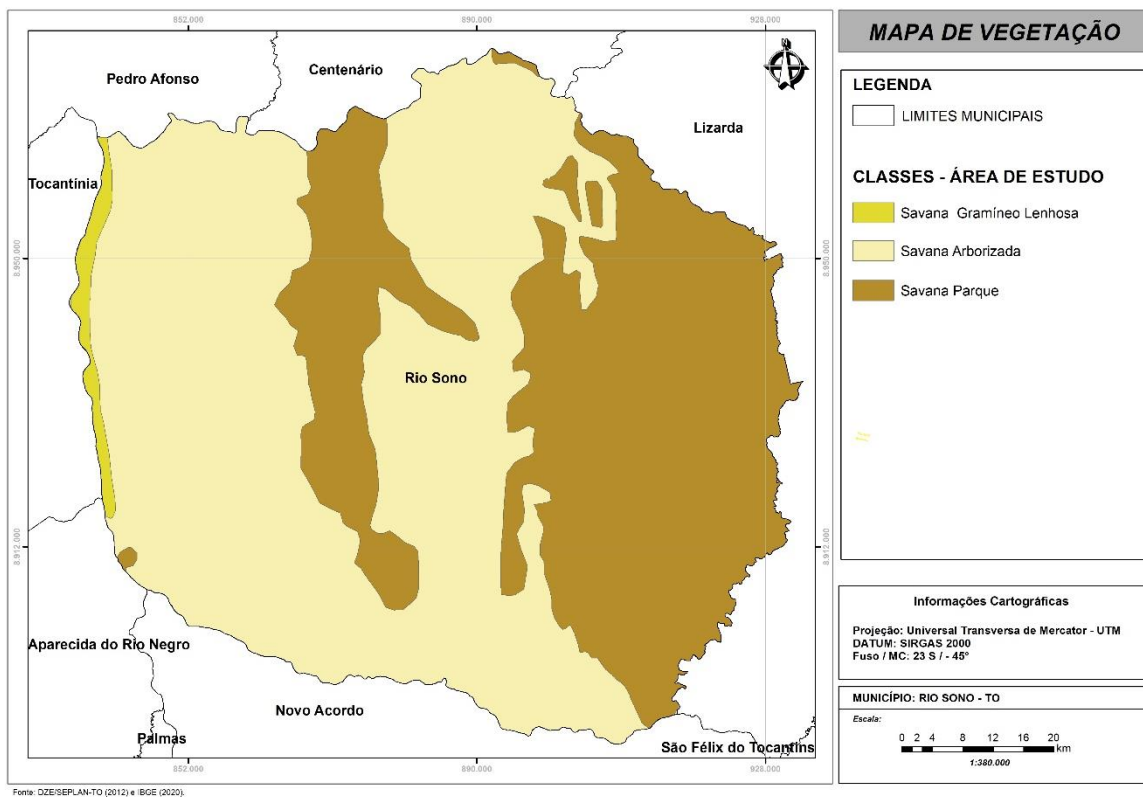 852.000
890.000
928.000
MAPA DE VEGETAÇÃO
Pedro Afonso
Centenário
Lizarda
Tocantínia
8.950.000
8.950.000
Rio Sono
8.912.000
8.912.000
Aparecida do Rio Negro
Novo Acordo
Palmas
São Félix do Tocantins
852.000
890.000
928.000
LEGENDA
LIMITES MUNICIPAIS
CLASSES - ÁREA DE ESTUDO
Savana Gramíneo Lenhosa
Savana Arborizada
Savana Parque
Informações Cartográficas
Projeção: Universal Transversa de Mercator - UTM
DATUM: SIRGAS 2000
Fuso / MC: 23 S / - 45°
MUNICÍPIO: RIO SONO - TO
Escala:
0 2 4 8 12 16 20
km
1:380.000
Fonte: DZE/SEPLAN-TO (2012) e IBGE (2020).